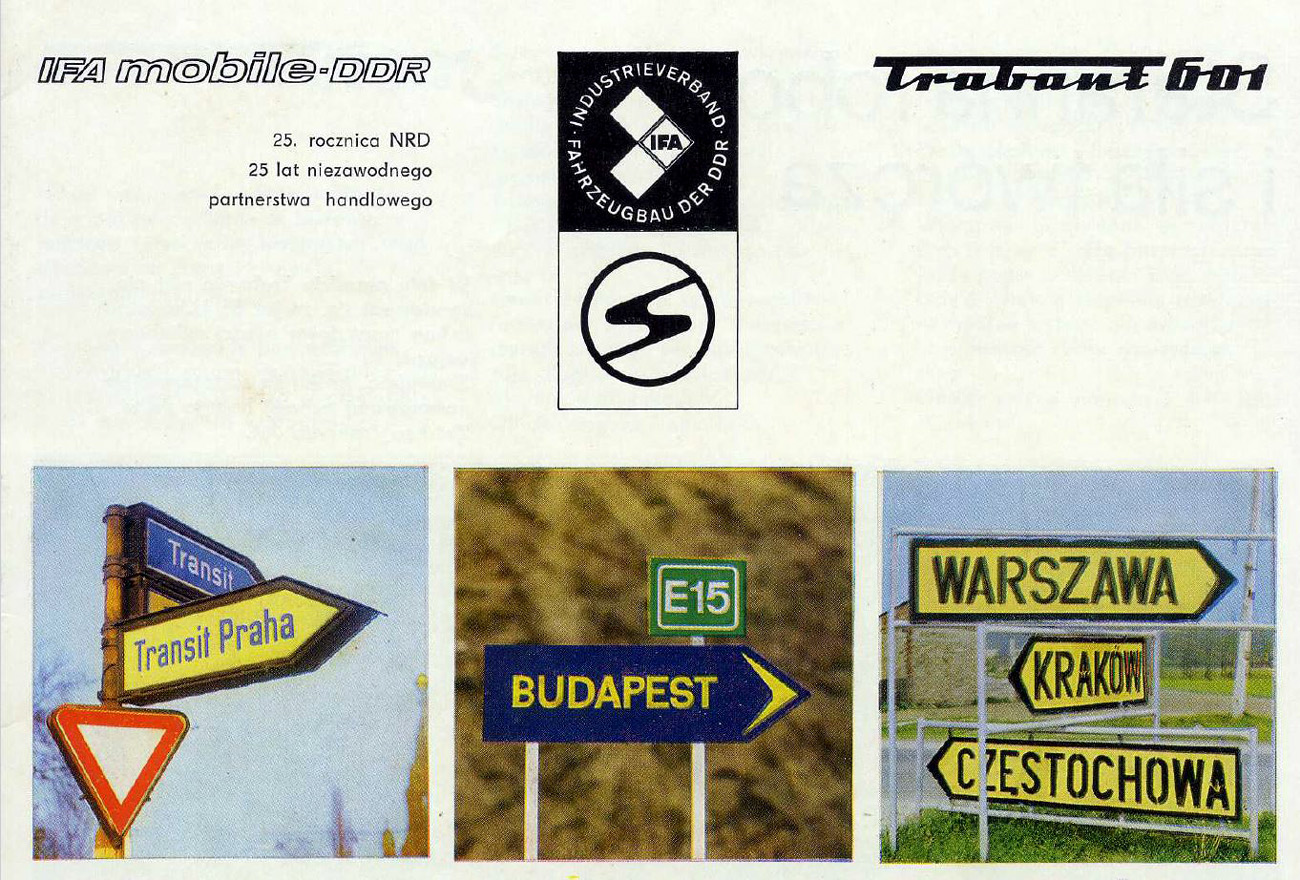 IFA mobile-DDR
25. rocznica NRD
25 lat niezawodnego
partnerstwa handlowego
· INDUSTRIEVERBAND ·
FAHRZEUGBAU DER DDR
IFA
Trabant 601
Transit
Transit Praha
E15
BUDAPEST
WARSZAWA
KRAKÓW
CZĘSTOCHOWA